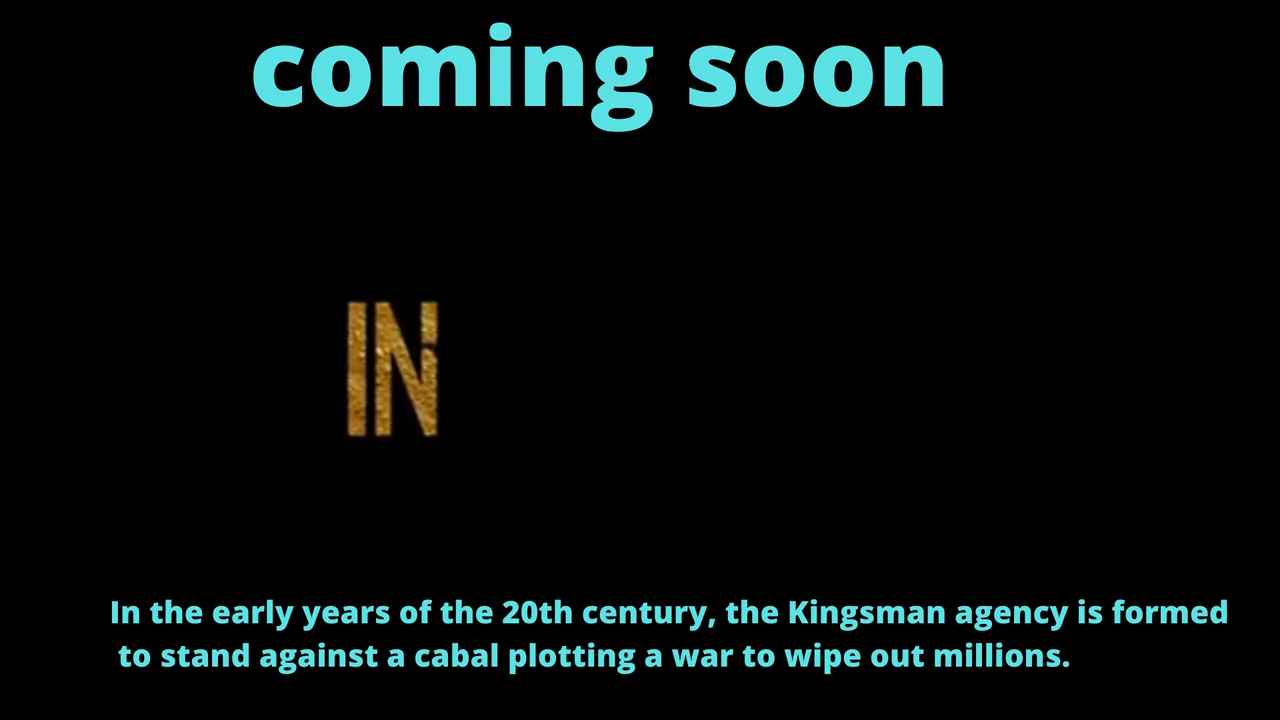 coming soon
IN
In the early years of the 20th century, the Kingsman agency is formed
to stand against a cabal plotting a war to wipe out millions.